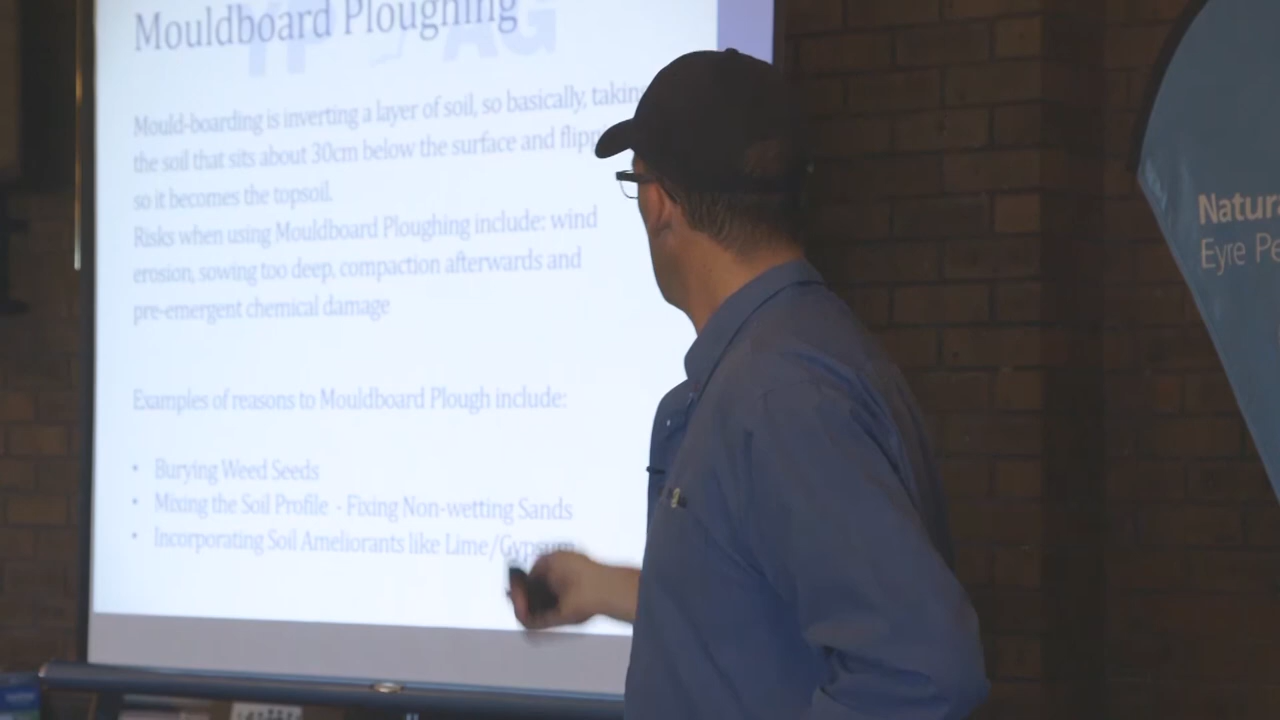 Mouldboard Ploughing
Mould-boarding is inverting a layer of soil, so basically, takin
the soil that sits about 30cm below the surface and flippi
so it becomes the topsoil.
Risks when using Mouldboard Ploughing include: wind
erosion, sowing too deep, compaction afterwards and
pre-emergent chemical damage
Examples of reasons to Mouldboard Plough include:
• Burying Weed Seeds
• Mixing the Soil Profile - Fixing Non-wetting Sands
• Incorporating Soil Ameliorants like Lime/Gypsum
Natur
Eyre Pe